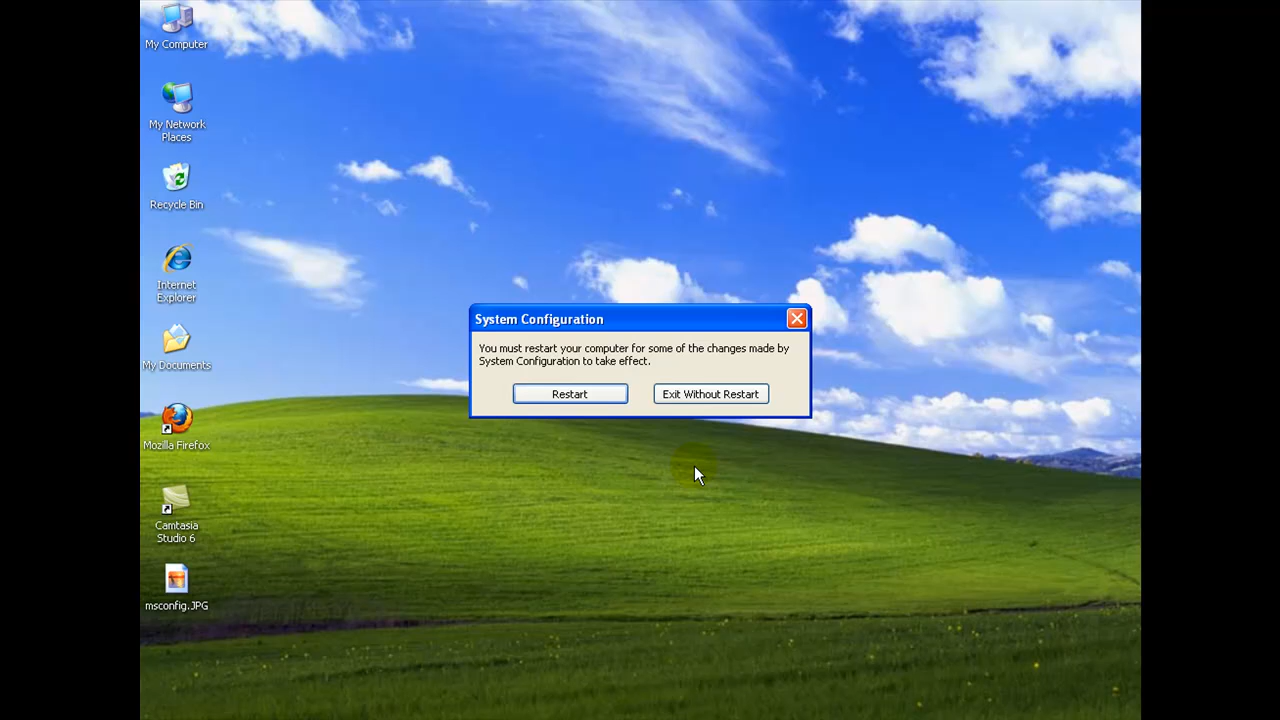 My Computer
My Network
Places
Recycle Bin
Internet
Explorer
My Documents
Mozilla Firefox
Camtasia
Studio 6
msconfig.JPG
System Configuration
You must restart your computer for some of the changes made by
System Configuration to take effect.
Restart
Exit Without Restart